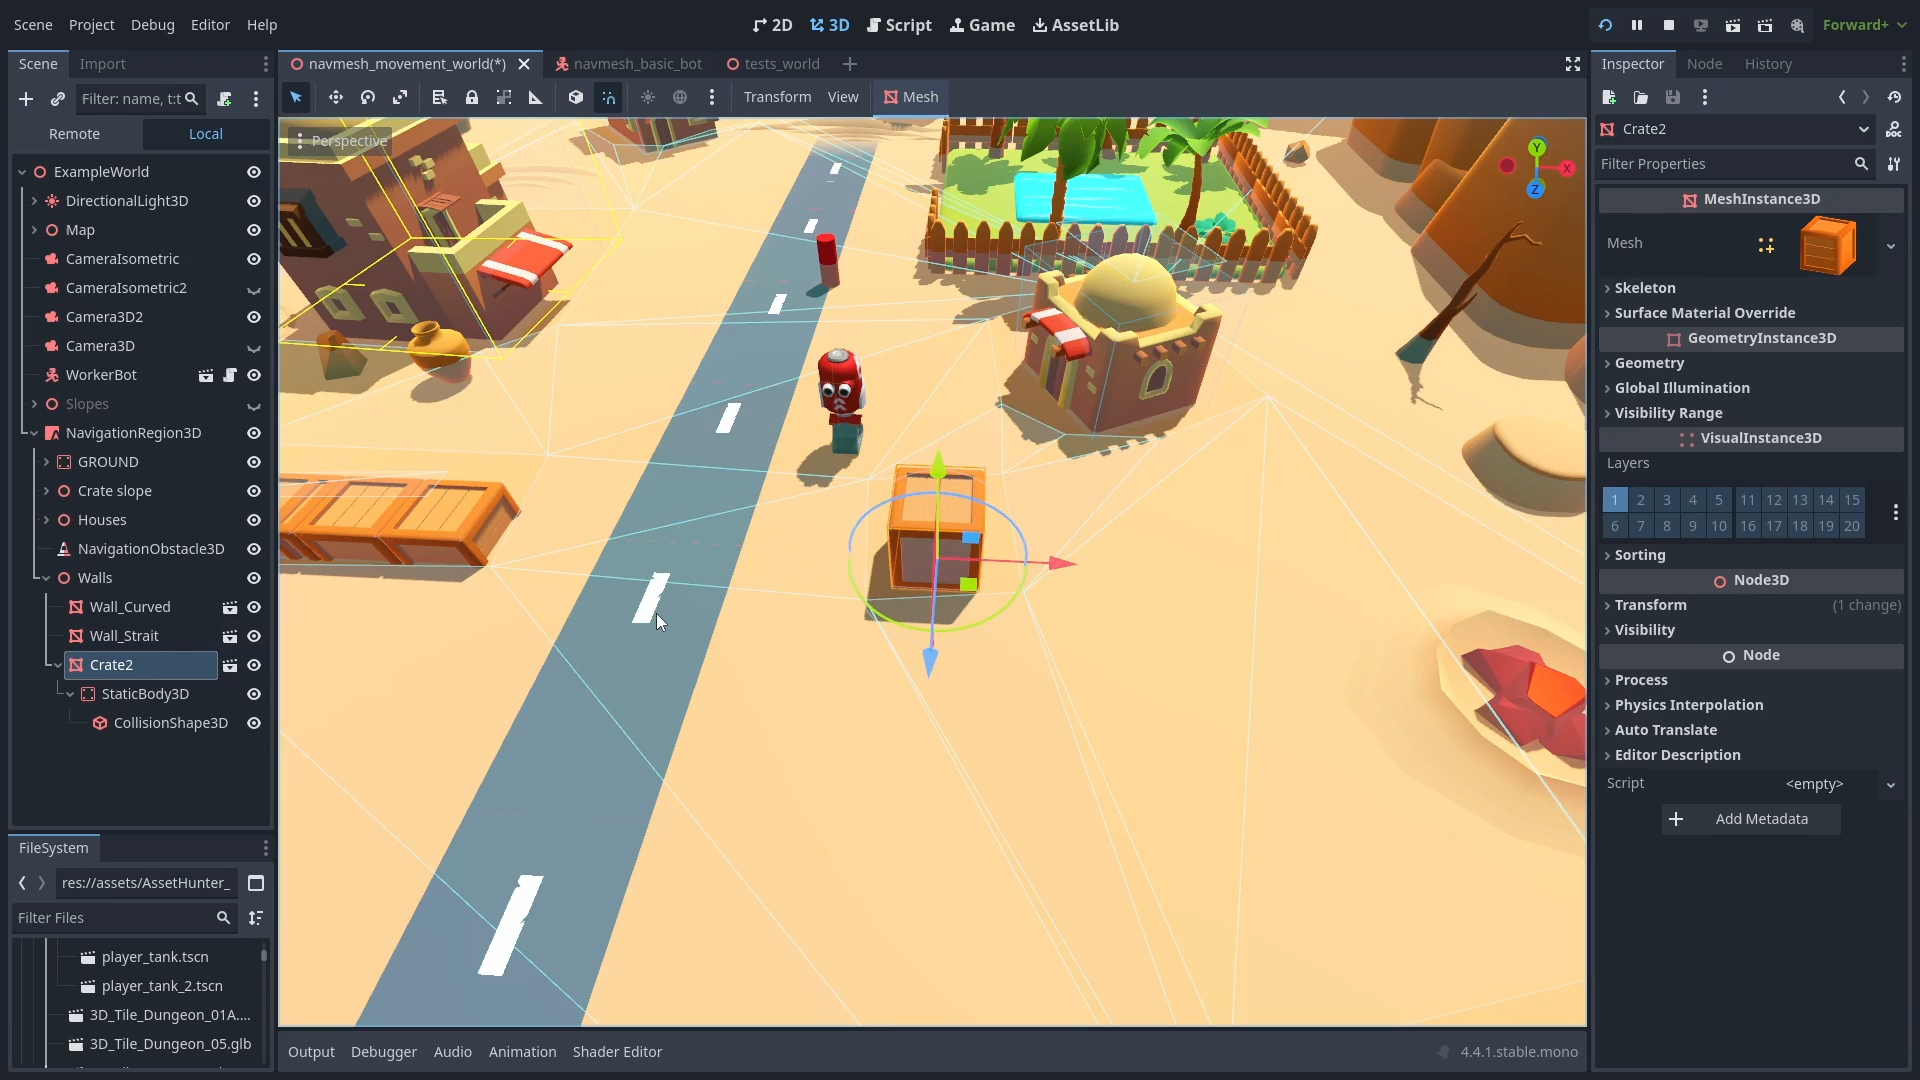 Scene Project Debug Editor Help
2D 3D Script Game AssetLib
Forward+
Scene Import
navmesh_movement_world(*) navmesh_basic_bot tests_world
Inspector Node History
Filter: name, t:t
Transform View Mesh
Remote Local
Crate2
Perspective
Filter Properties
Y
X
Z
ExampleWorld
DirectionalLight3D
Map
CameraIsometric
CameraIsometric2
Camera3D2
Camera3D
WorkerBot
Slopes
NavigationRegion3D
GROUND
Crate slope
Houses
NavigationObstacle3D
Walls
Wall_Curved
Wall_Strait
Crate2
StaticBody3D
CollisionShape3D
MeshInstance3D
Mesh
Skeleton
Surface Material Override
GeometryInstance3D
Geometry
Global Illumination
Visibility Range
VisualInstance3D
Layers
1 2 3 4 5 11 12 13 14 15
6 7 8 9 10 16 17 18 19 20
Sorting
Node3D
Transform (1 change)
Visibility
Node
Process
Physics Interpolation
Auto Translate
Editor Description
Script <empty>
Add Metadata
FileSystem
res://assets/AssetHunter_
Filter Files
player_tank.tscn
player_tank_2.tscn
3D_Tile_Dungeon_01A....
3D_Tile_Dungeon_05.glb
Output Debugger Audio Animation Shader Editor
4.4.1.stable.mono